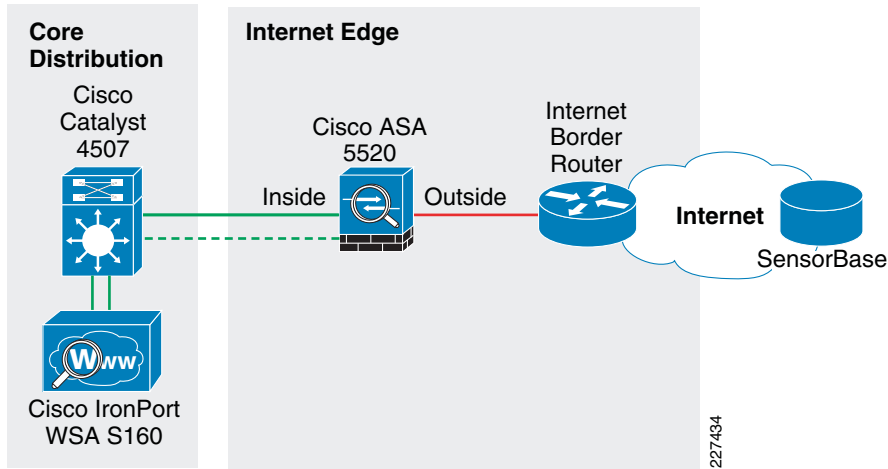 Core
Distribution
Internet Edge
Cisco
Catalyst
4507
Cisco ASA
5520
Internet
Border
Router
Inside
Outside
Internet
SensorBase
Www
Cisco IronPort
WSA S160
227434